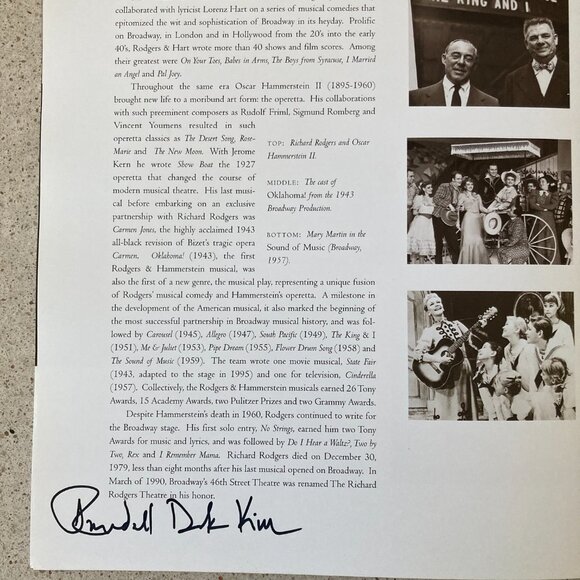 collaborated with lyricist Lorenz Hart on a series of musical comedies that
epitomized the wit and sophistication of Broadway in its heyday. Prolific
on Broadway, in London and in Hollywood from the 20's into the early
40's, Rodgers & Hart wrote more than 40 shows and film scores. Among
their greatest were On Your Toes, Babes in Arms, The Boys from Syracuse, I Married
an Angel and Pal Joey.
Throughout the same era Oscar Hammerstein II (1895-1960)
brought new life to a moribund art form: the operetta. His collaborations
with such preeminent composers as Rudolf Friml, Sigmund Romberg and
Vincent Youmens resulted in such
operetta classics as The Desert Song, Rose-
Marie and The New Moon. With Jerome
Kern he wrote Show Boat the 1927
operetta that changed the course of
modern musical theatre. His last musi-
cal before embarking on an exclusive
partnership with Richard Rodgers was
Carmen Jones, the highly acclaimed 1943
all-black revision of Bizet's tragic opera
Carmen. Oklahoma! (1943), the first
Rodgers & Hammerstein musical, was
also the first of a new genre, the musical play, representing a unique fusion
of Rodgers' musical comedy and Hammerstein's operetta. A milestone in
the development of the American musical, it also marked the beginning of
the most successful partnership in Broadway musical history, and was fol-
lowed by Carousel (1945), Allegro (1947), South Pacific (1949), The King & I
(1951), Me & Juliet (1953), Pipe Dream (1955), Flower Drum Song (1958) and
The Sound of Music (1959). The team wrote one movie musical, State Fair
(1943, adapted to the stage in 1995) and one for television, Cinderella
(1957). Collectively, the Rodgers & Hammerstein musicals earned 26 Tony
Awards, 15 Academy Awards, two Pulitzer Prizes and two Grammy Awards.
Despite Hammerstein's death in 1960, Rodgers continued to write for
the Broadway stage. His first solo entry, No Strings, earned him two Tony
Awards for music and lyrics, and was followed by Do I Hear a Waltz?, Two by
Two, Rex and I Remember Mama. Richard Rodgers died on December 30,
1979, less than eight months after his last musical opened on Broadway. In
March of 1990, Broadway's 46th Street Theatre was renamed The Richard
Rodgers Theatre in his honor.
TOP: Richard Rodgers and Oscar
Hammerstein II.
MIDDLE: The cast of
Oklahoma! from the 1943
Broadway Production.
BOTTOM: Mary Martin in the
Sound of Music (Broadway,
1957).
KING AND I
Randall Duk Kim